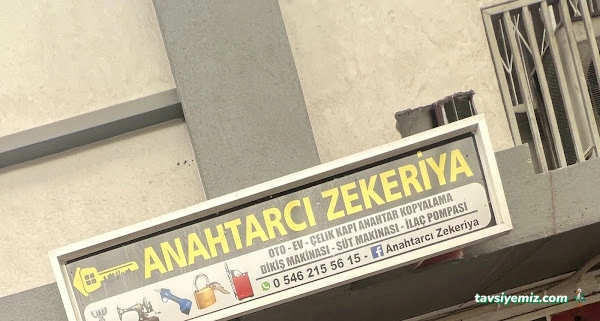 ANAHTARCI ZEKERİYA
OTO - EV - ÇELİK KAPI ANAHTAR KOPYALAMA
DİKİŞ MAKİNASI - SÜT MAKİNASI - İLAÇ POMPASI
0 546 215 56 15 - Anahtarcı Zekeriya
tavsiyemiz.com